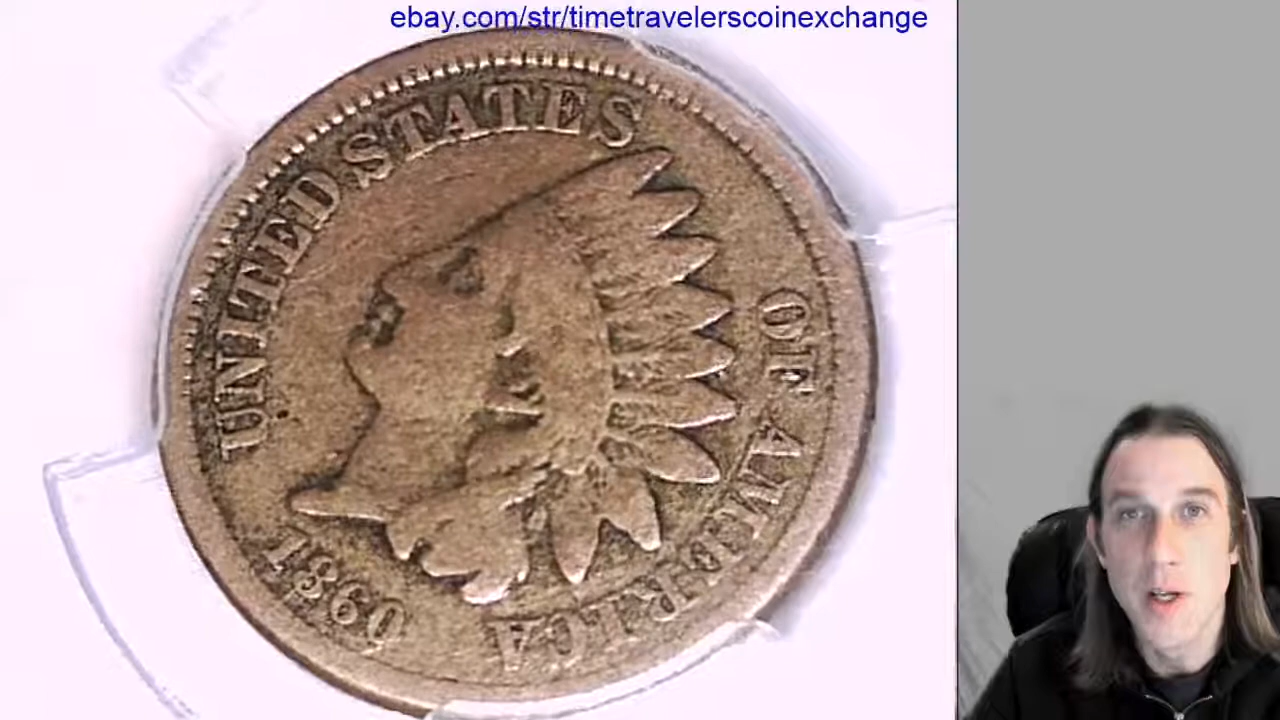 ebay.com/str/timetravelerscoinexchange
UNITED STATES
OF AMERICA
1860